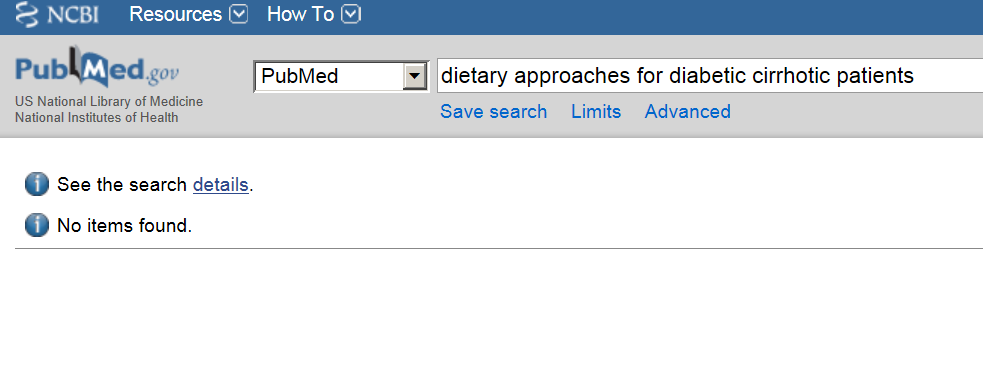 NCBI Resources How To
PubMed.gov
US National Library of Medicine
National Institutes of Health
PubMed
dietary approaches for diabetic cirrhotic patients
Save search Limits Advanced
See the search details.
No items found.